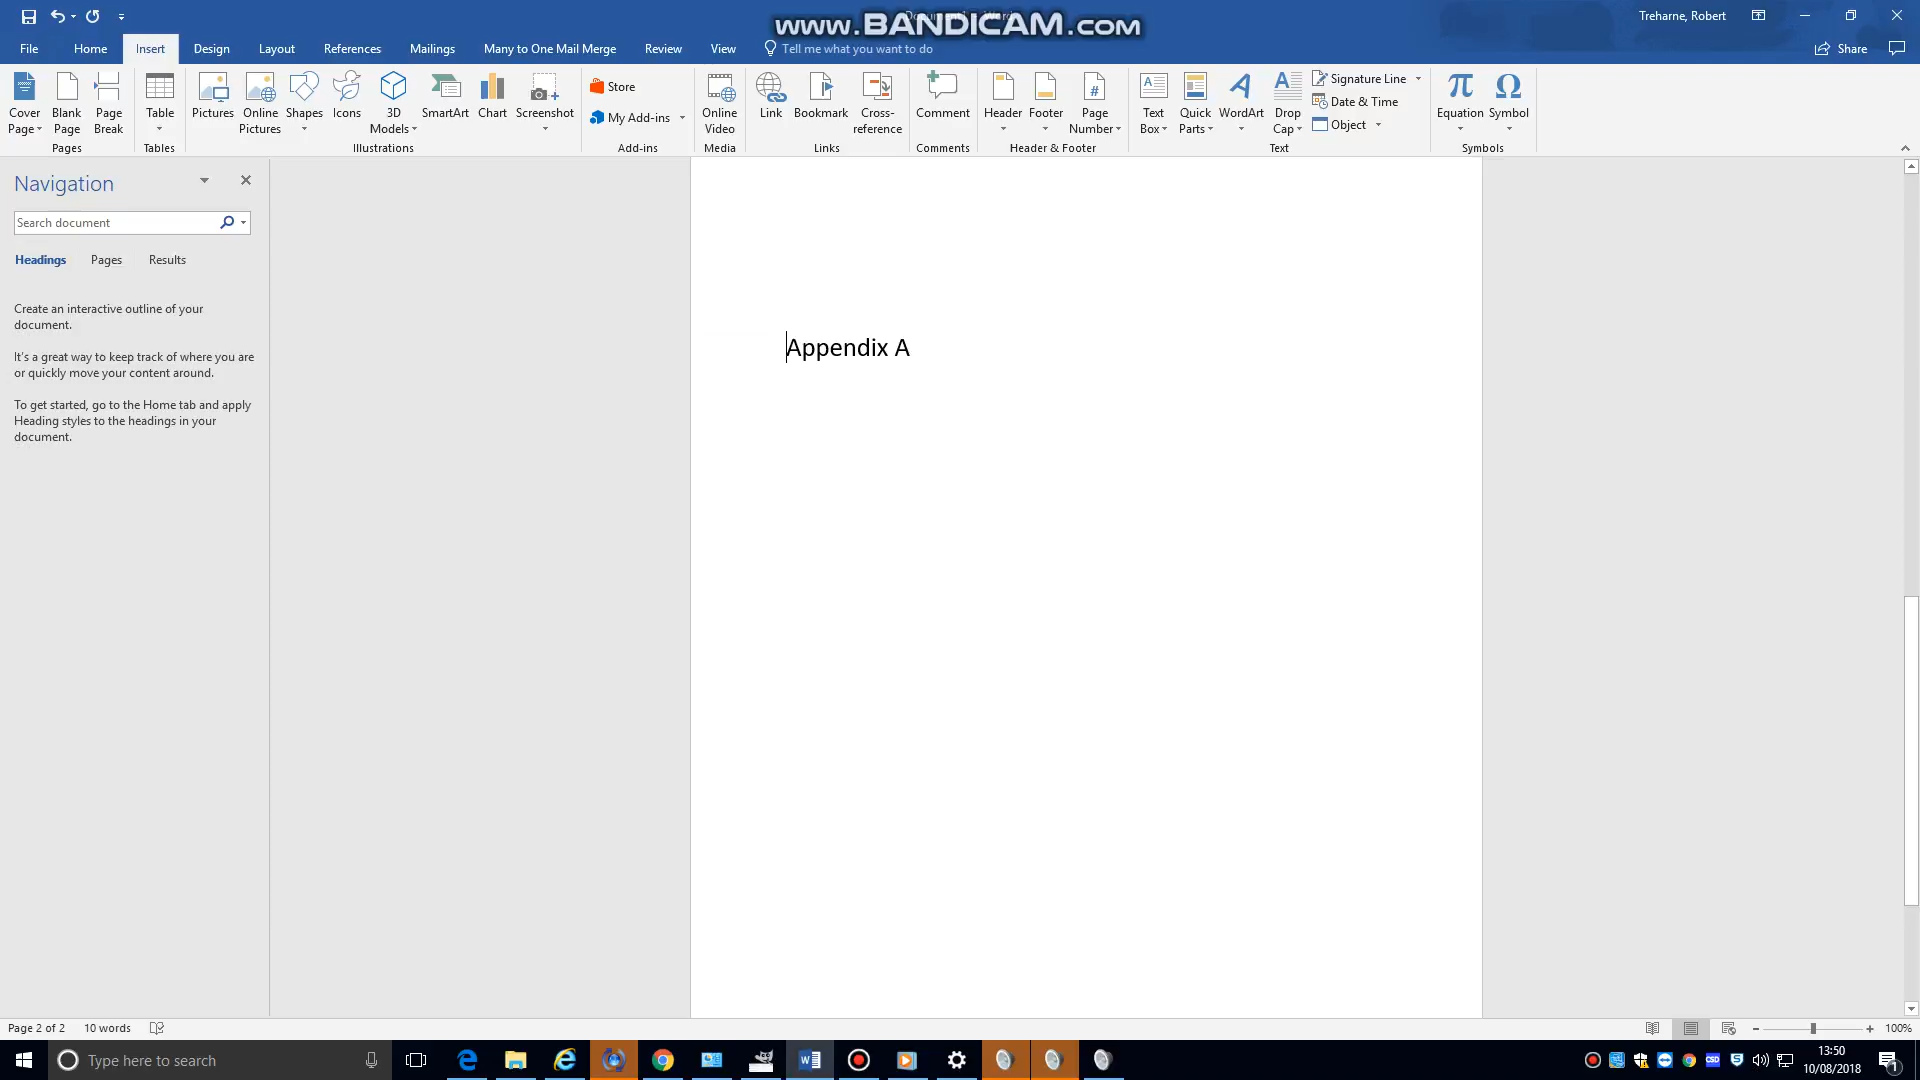 www.BANDICAM.com
Treharne, Robert
File Home Insert Design Layout References Mailings Many to One Mail Merge Review View Tell me what you want to do Share
Cover Page
Blank Page
Page Break
Pages
Table
Tables
Pictures
Online Pictures
Shapes
Icons
3D Models
SmartArt
Chart
Screenshot
Illustrations
Store
My Add-ins
Add-ins
Online Video
Media
Link
Bookmark
Cross-reference
Links
Comment
Comments
Header
Footer
Page Number
Header & Footer
Text Box
Quick Parts
WordArt
Drop Cap
Signature Line
Date & Time
Object
Text
Equation
Symbol
Symbols
Navigation
Search document
Headings Pages Results
Create an interactive outline of your
document.
It's a great way to keep track of where you are
or quickly move your content around.
To get started, go to the Home tab and apply
Heading styles to the headings in your
document.
Appendix A
Page 2 of 2 10 words 100%
Type here to search
13:50
10/08/2018